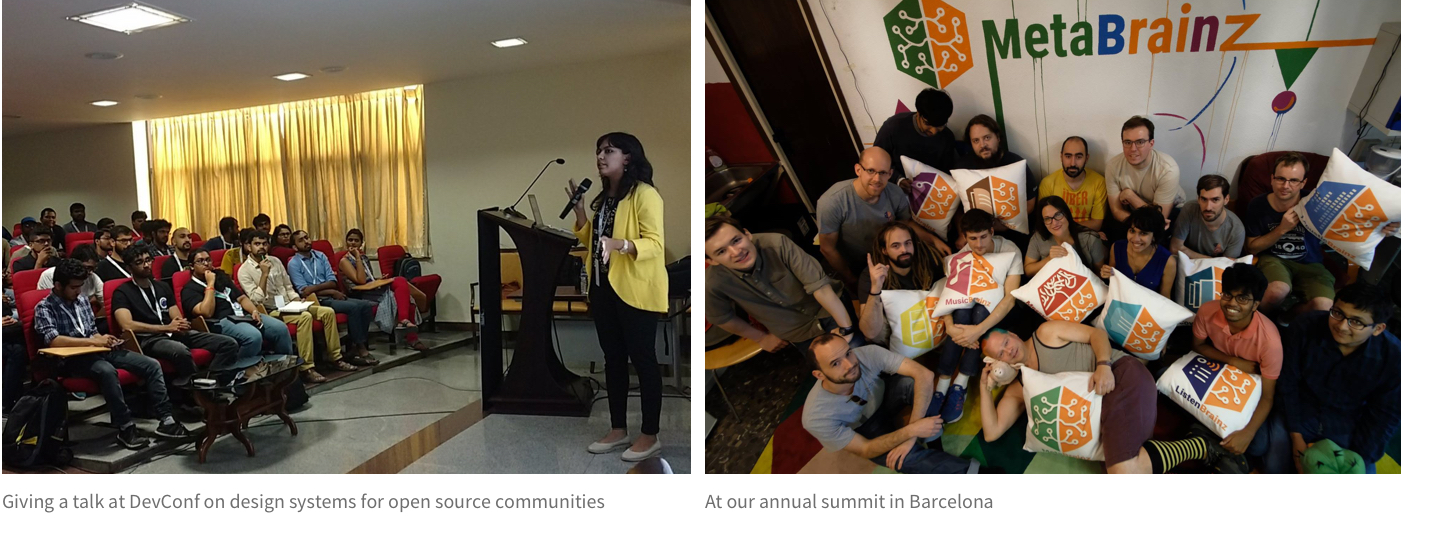 MetaBrainz
MusicBrainz
ListenBrainz
Giving a talk at DevConf on design systems for open source communities
At our annual summit in Barcelona